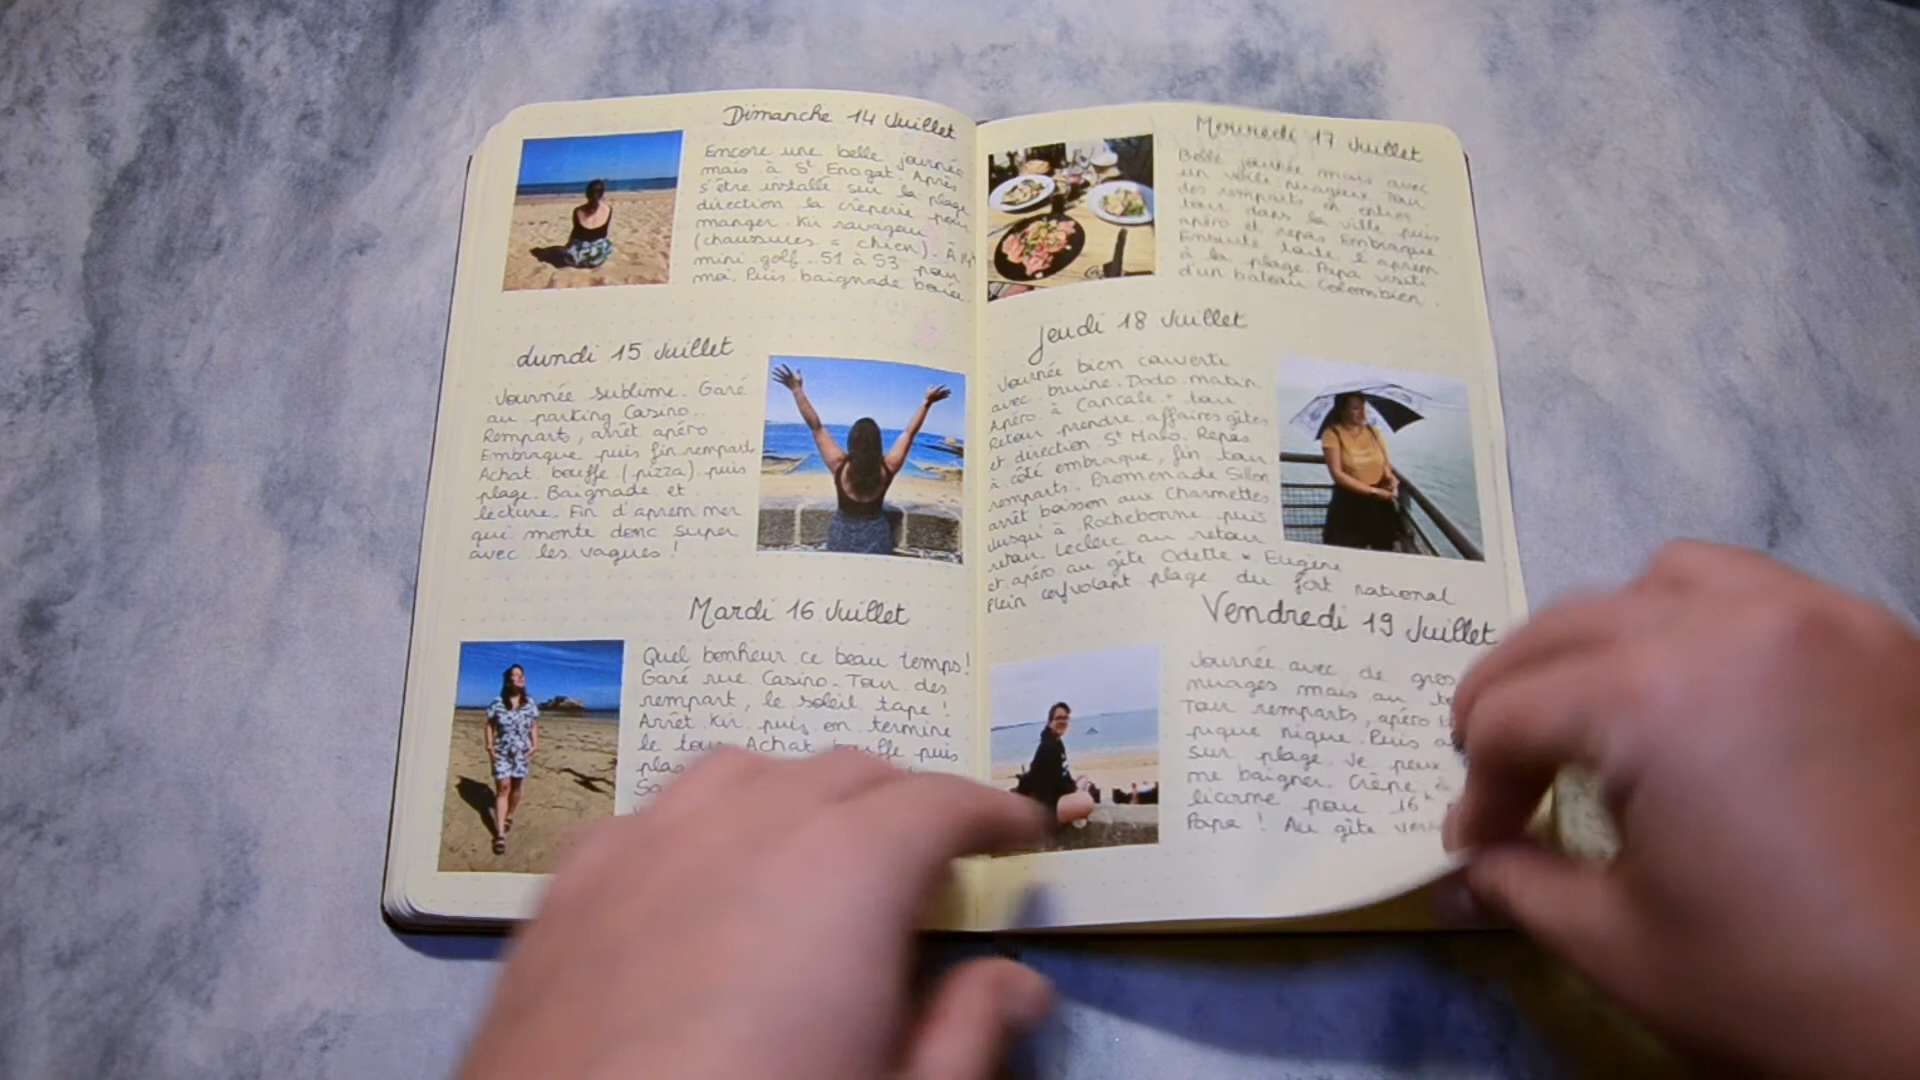 Dimanche 14 Juillet
Encore une belle journée
mais à St Enogat. Après
s'être installé sur la plage
direction la crêperie pour
manger. Kir ravageur
(chaussures = chien). À
mini golf. 51 à 53 pour
moi. Puis baignade
Lundi 15 Juillet
Journée sublime. Garé
au parking Casino.
Remparts, arrêt apéro
Embraque puis fin rempart
Achat bouffe (pizza) puis
plage. Baignade et
lecture. Fin d'aprem mer
qui monte donc super
avec les vagues !
Mardi 16 Juillet
Quel bonheur ce beau temps!
Garé rue Casino. Tour des
rempart, le soleil tape !
Arrêt Kir puis on termine
le tour. Achat bouffe puis
Mercredi 17 Juillet
Belle journée mais avec
un voile nuageux. Tour
des remparts en entier,
tour dans la ville puis
apéro et repas Embraque
Ensuite toute l'aprem
à la plage. Papa visite
d'un bateau Colombien.
Jeudi 18 Juillet
Journée bien couverte
avec bruine. Dodo matin.
Apéro à Cancale + tour
Retour prendre affaires gîtes
et direction St Malo. Repas
à côté embraque, fin tour
remparts. Promenade Sillon
arrêt boisson aux Charmettes
jusqu'à Rochebonne puis
retour. Leclerc au retour
et apéro au gîte Odette & Eugène
Plein cerfvolant plage du fort national
Vendredi 19 Juillet
Journée avec de gros
nuages mais au
Tour remparts, apéro
pique nique. Puis
sur plage. Je peux
me baigner. Crêpe
licorne pour 16h
Papa ! Au gîte